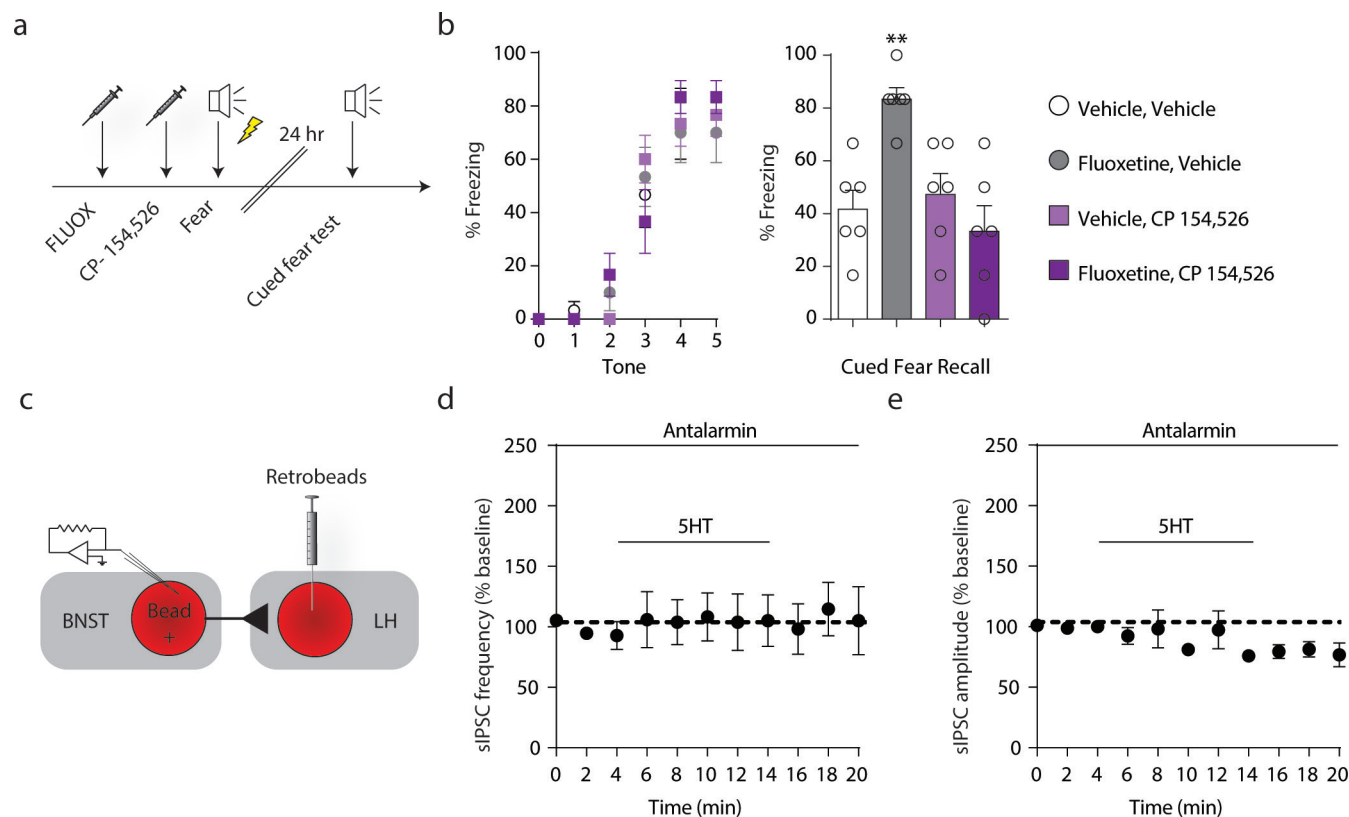 a
24 hr
FLUOX
CP- 154,526
Fear
Cued fear test
b
100
80
60
40
20
0
% Freezing
0 1 2 3 4 5
Tone
**
100
80
60
40
20
0
% Freezing
Cued Fear Recall
Vehicle, Vehicle
Fluoxetine, Vehicle
Vehicle, CP 154,526
Fluoxetine, CP 154,526
c
Retrobeads
BNST
Bead
+
LH
d
Antalarmin
5HT
250
200
150
100
50
0
sIPSC frequency (% baseline)
0 2 4 6 8 10 12 14 16 18 20
Time (min)
e
Antalarmin
5HT
250
200
150
100
50
0
sIPSC amplitude (% baseline)
0 2 4 6 8 10 12 14 16 18 20
Time (min)